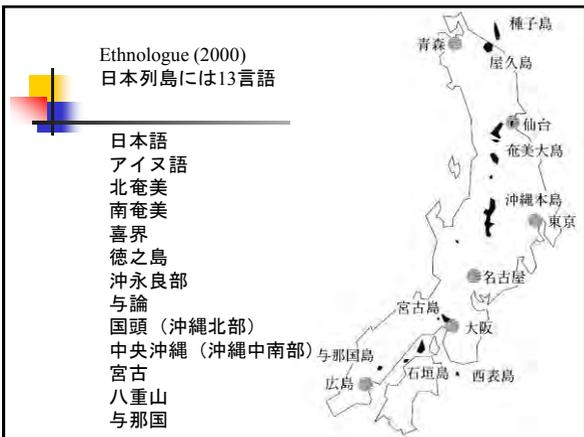 Ethnologue (2000)
日本列島には13言語
日本語
アイヌ語
北奄美
南奄美
喜界
徳之島
沖永良部
与論
国頭（沖縄北部）
中央沖縄（沖縄中南部）
宮古
八重山
与那国
種子島
青森
屋久島
仙台
奄美大島
沖縄本島
東京
名古屋
宮古島
大阪
与那国島
石垣島
西表島
広島